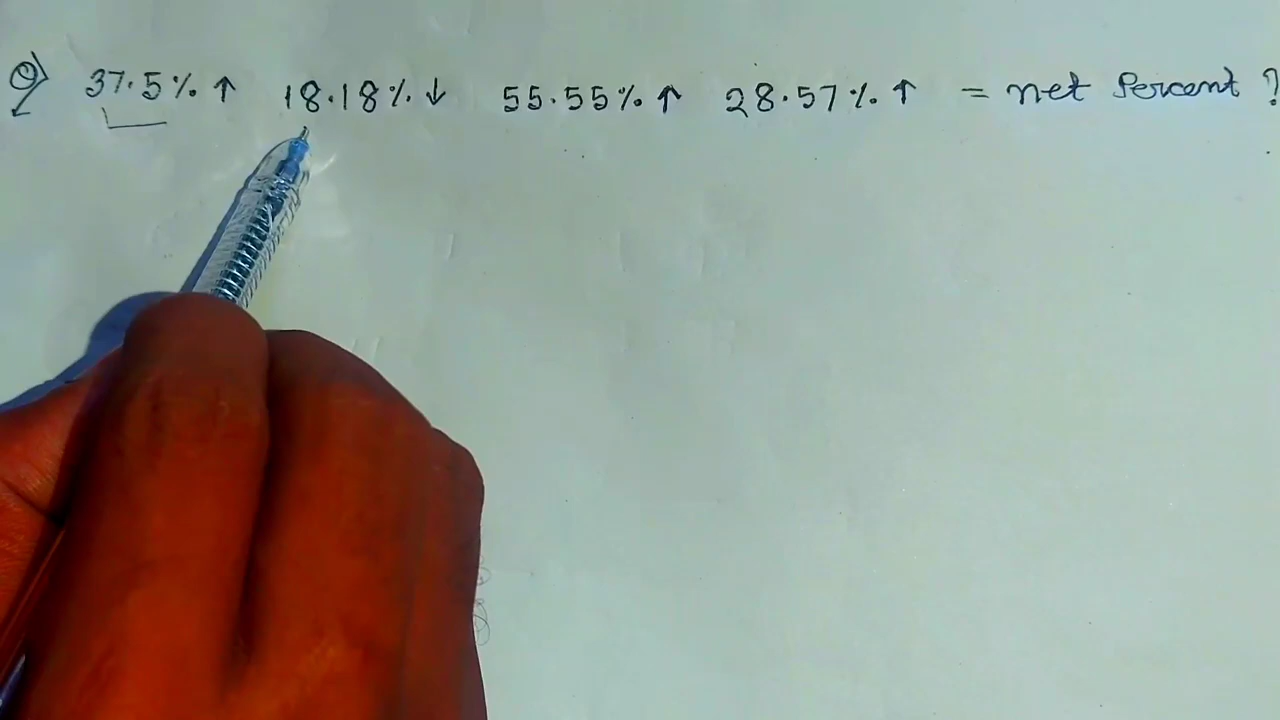 Q) 37.5% ↑ 18.18% ↓ 55.55% ↑ 28.57% ↑ = net Percent ?